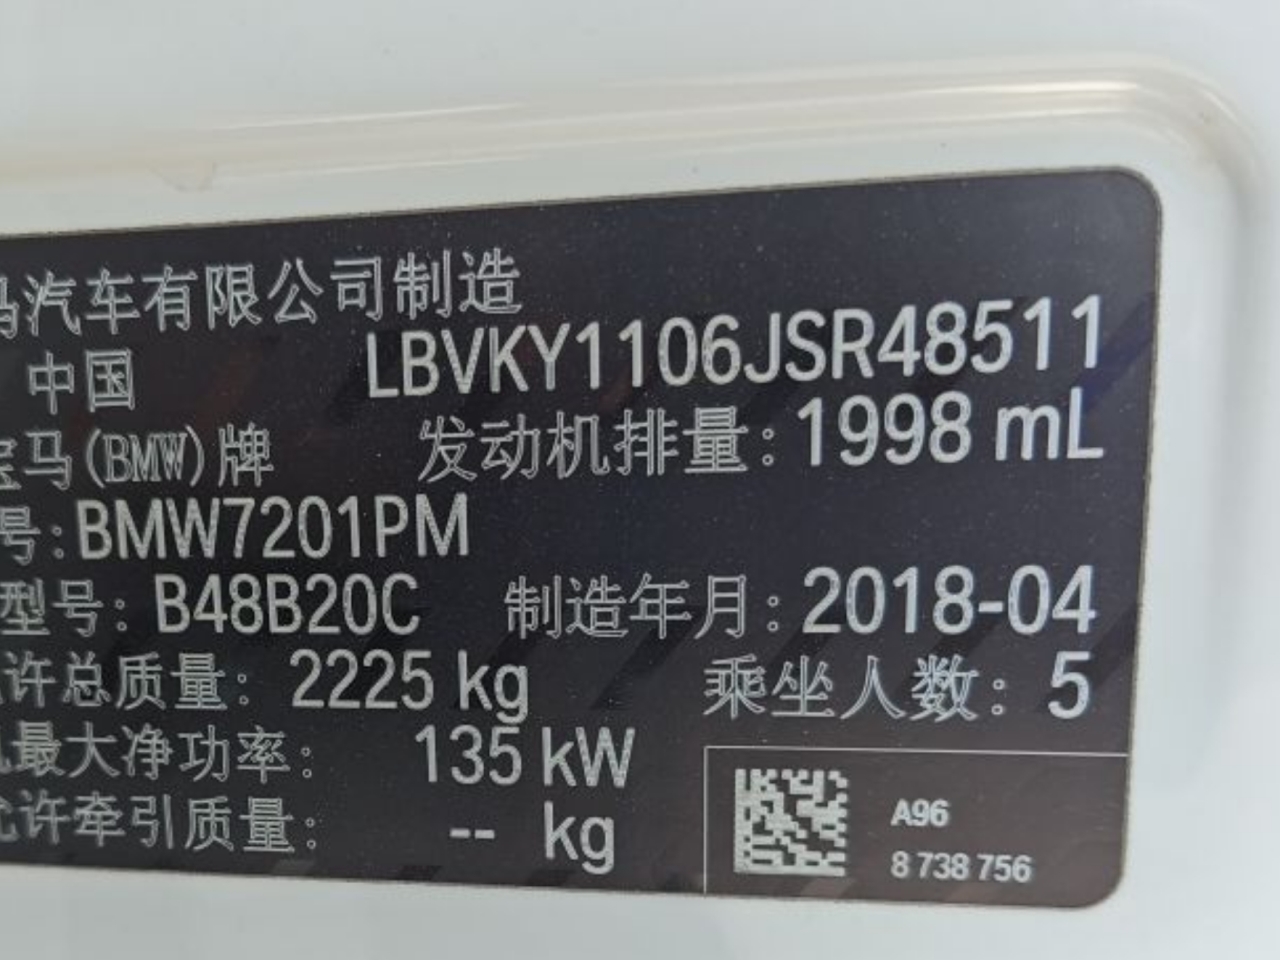 马汽车有限公司制造
中国 LBVKY1106JSR48511
宝马(BMW)牌 发动机排量:1998 mL
号:BMW7201PM
型号:B48B20C 制造年月:2018-04
允许总质量:2225 kg 乘坐人数:5
机最大净功率:135 kW
允许牵引质量:-- kg
A96
8 738 756